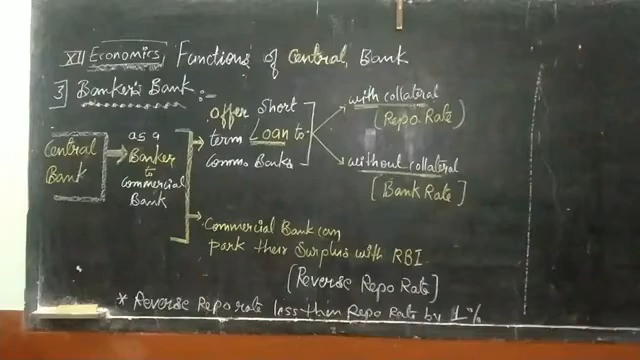 XII Economics, Functions of Central Bank
3] Banker's Bank :-
Central Bank
as a Banker to commercial Bank
offer short
term Loan to
Commo Banks
with collateral
(Repo Rate)
without collateral
[Bank Rate]
Commercial Bank can
park their Surplus with RBI
[Reverse Repo Rate]
* Reverse Repo rate less than Repo Rate by 1%